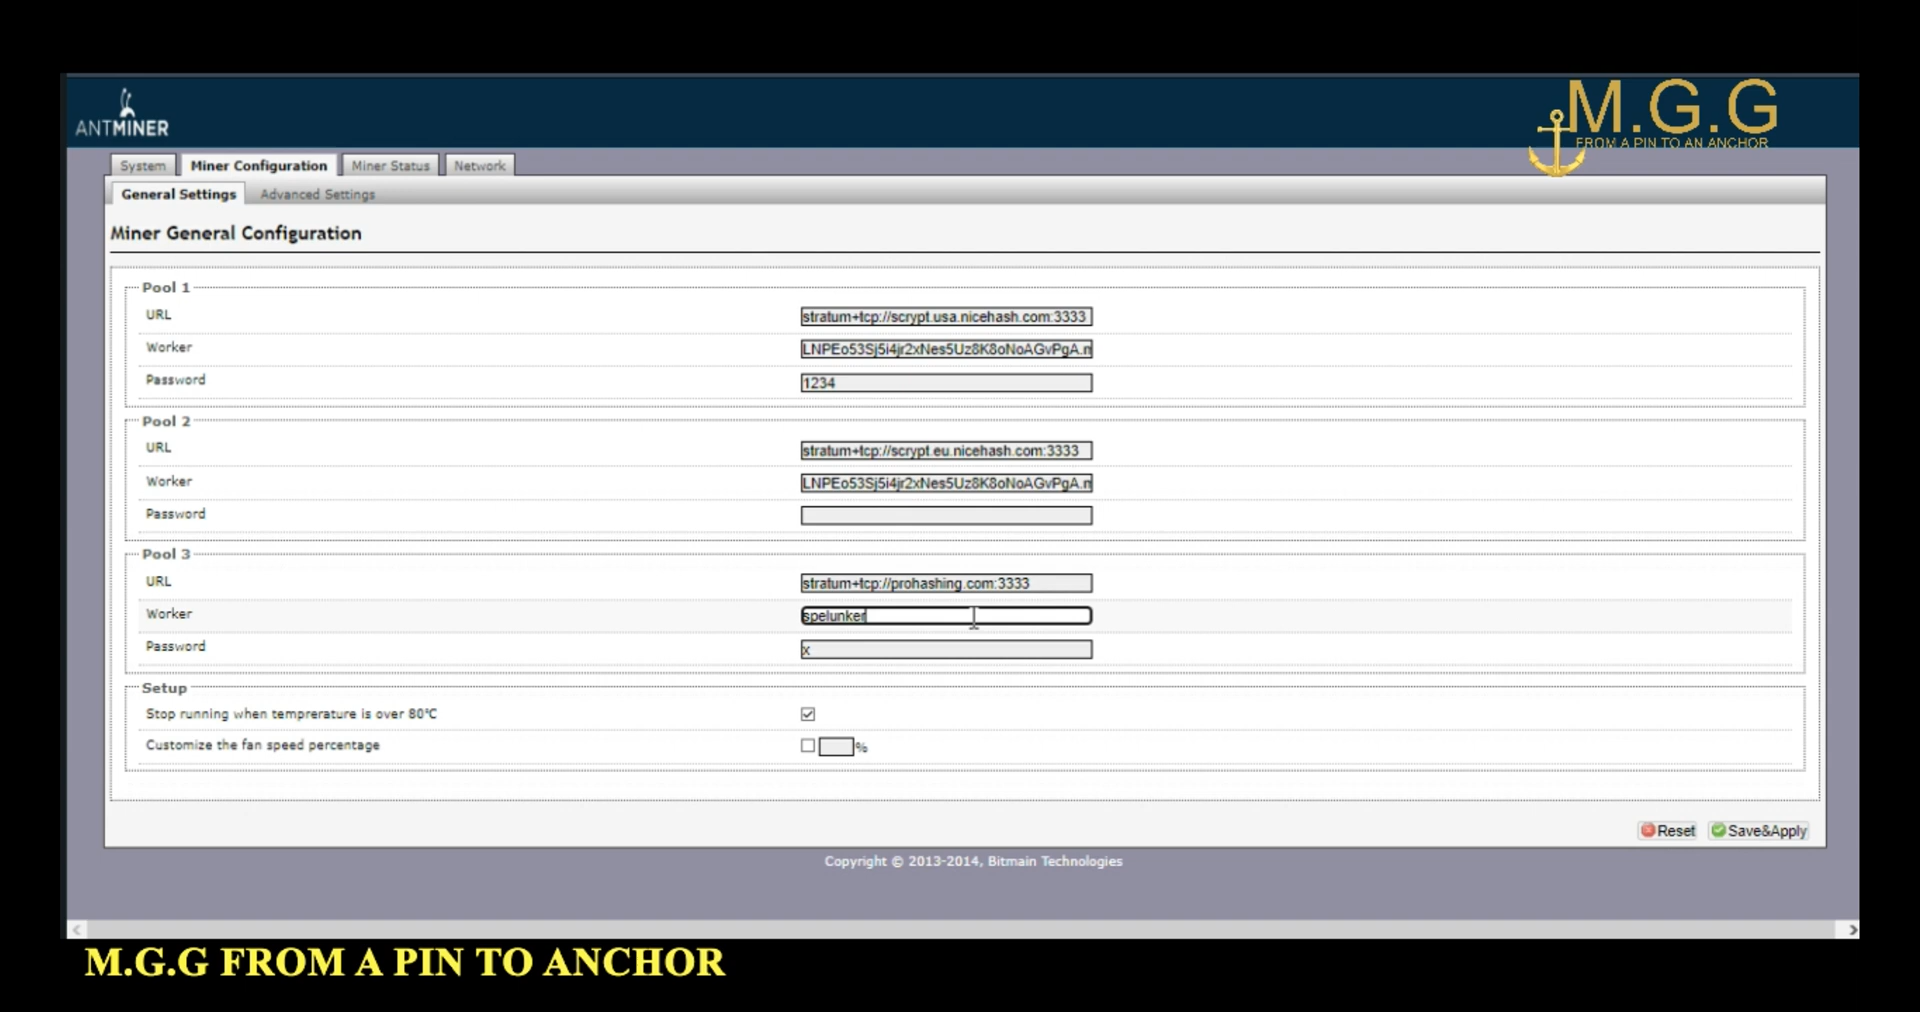 ANTMINER
M.G.G
FROM A PIN TO AN ANCHOR
System Miner Configuration Miner Status Network
General Settings Advanced Settings
Miner General Configuration
Pool 1
URL stratum+tcp://scrypt.usa.nicehash.com:3333
Worker LNPEo53Sj5i4jr2xNes5Uz8K8oNoAGvPgA.n
Password 1234
Pool 2
URL stratum+tcp://scrypt.eu.nicehash.com:3333
Worker LNPEo53Sj5i4jr2xNes5Uz8K8oNoAGvPgA.n
Password
Pool 3
URL stratum+tcp://prohashing.com:3333
Worker spelunker
Password x
Setup
Stop running when temprerature is over 80°C
Customize the fan speed percentage %
Reset Save&Apply
Copyright © 2013-2014, Bitmain Technologies
M.G.G FROM A PIN TO ANCHOR